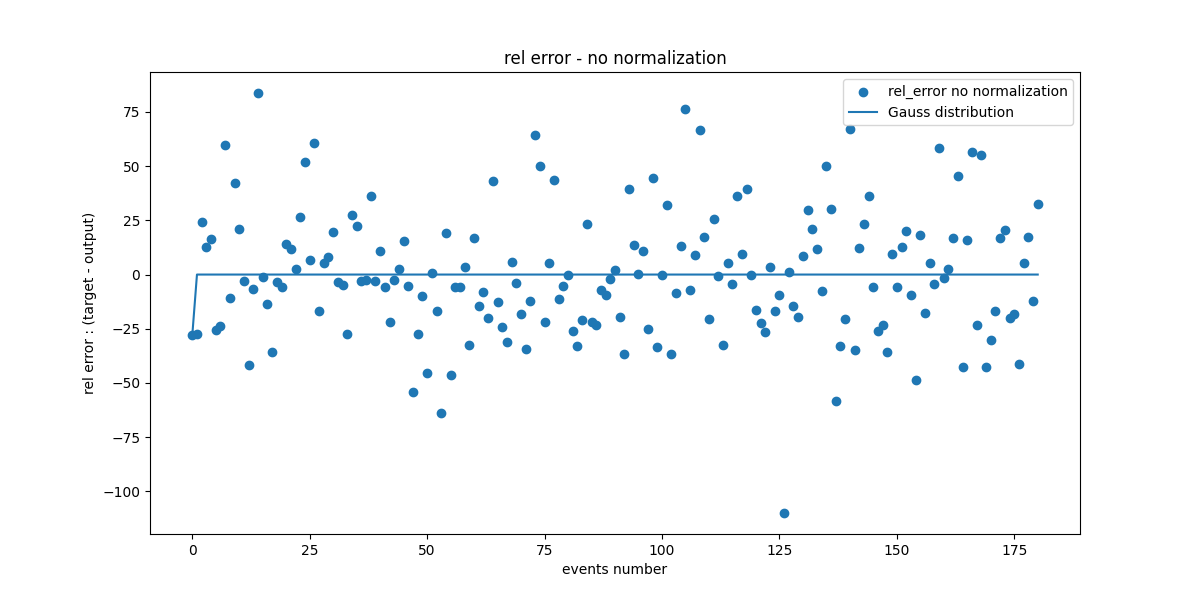 rel error - no normalization
rel_error no normalization
Gauss distribution
75
50
25
0
−25
−50
−75
−100
rel error : (target - output)
0 25 50 75 100 125 150 175
events number